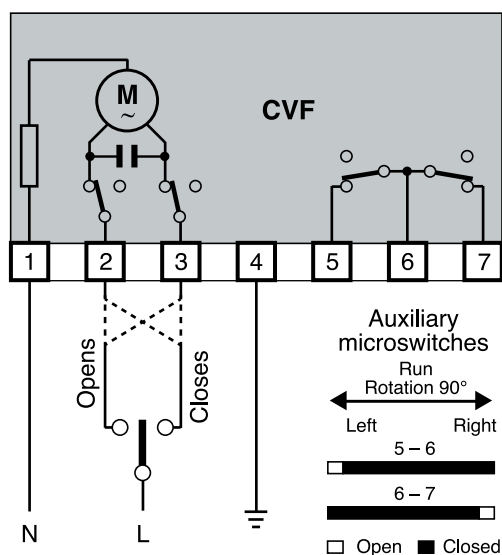 M
~
CVF
1 2 3 4 5 6 7
Opens
Closes
N
L
Auxiliary
microswitches
Run
Rotation 90°
Left Right
5 – 6
6 – 7
Open Closed